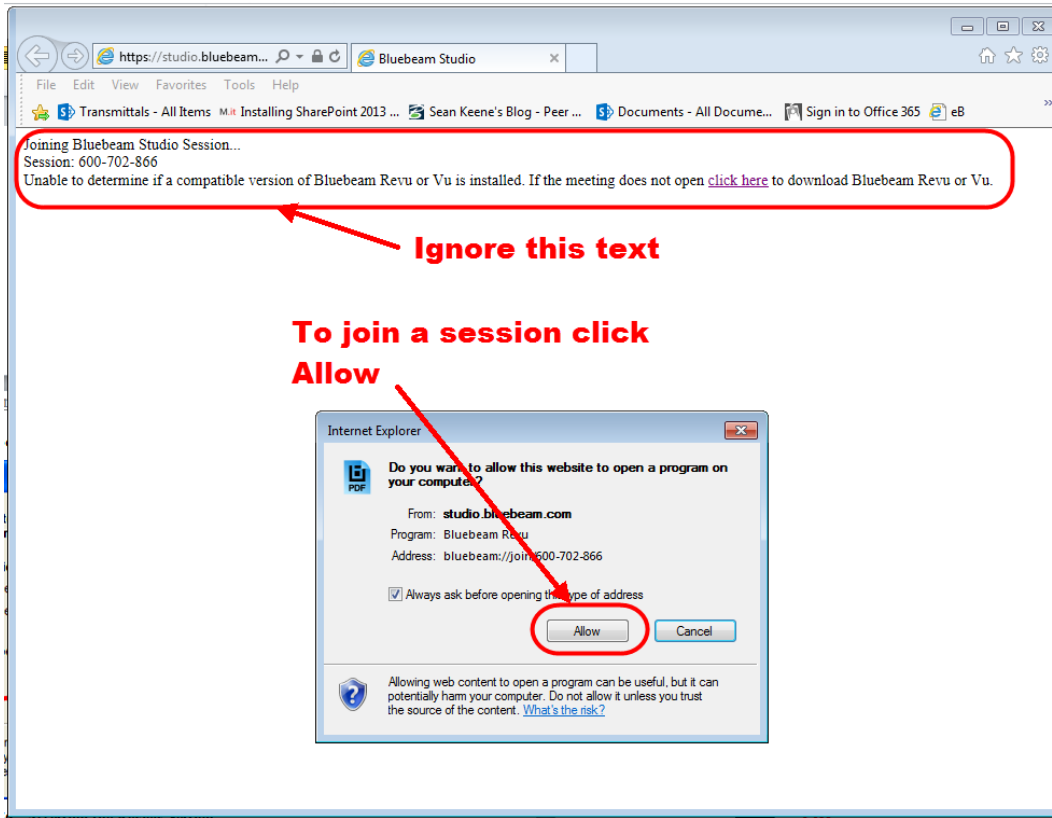 https://studio.bluebeam...
Bluebeam Studio
File Edit View Favorites Tools Help
Transmittals - All Items
M.it Installing SharePoint 2013 ...
Sean Keene's Blog - Peer ...
Documents - All Docume...
Sign in to Office 365
eB
Joining Bluebeam Studio Session...
Session: 600-702-866
Unable to determine if a compatible version of Bluebeam Revu or Vu is installed. If the meeting does not open click here to download Bluebeam Revu or Vu.
Ignore this text
To join a session click
Allow
Internet Explorer
PDF
Do you want to allow this website to open a program on
your computer?
From: studio.bluebeam.com
Program: Bluebeam Revu
Address: bluebeam://join/600-702-866
Always ask before opening this type of address
Allow
Cancel
Allowing web content to open a program can be useful, but it can
potentially harm your computer. Do not allow it unless you trust
the source of the content. What's the risk?